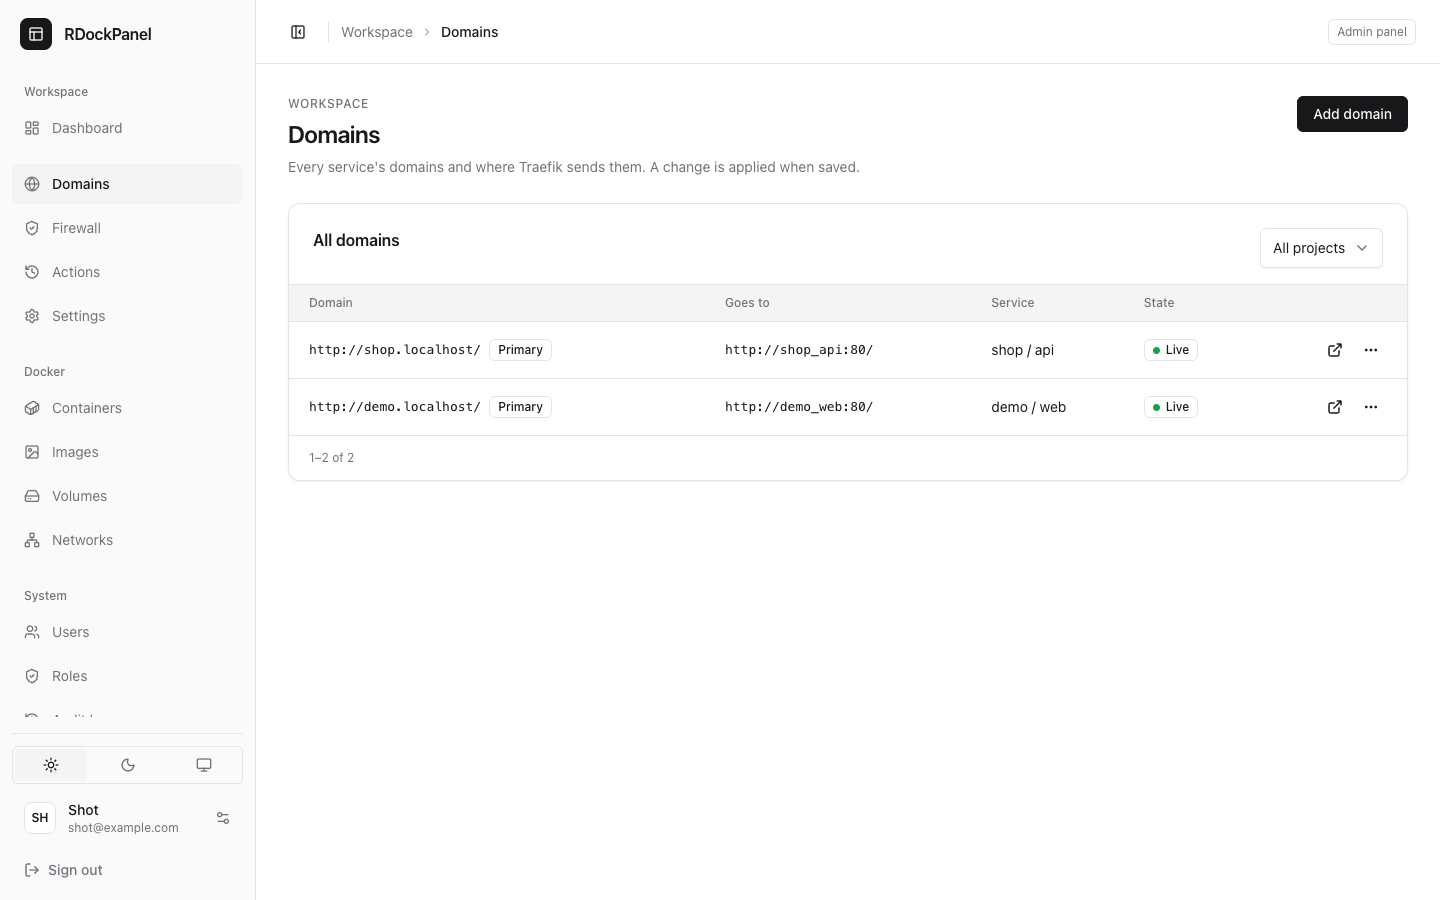 RDockPanel
Workspace
Dashboard
Domains
Firewall
Actions
Settings
Docker
Containers
Images
Volumes
Networks
System
Users
Roles
SH
Shot
shot@example.com
Sign out
Workspace > Domains
Admin panel
WORKSPACE
Domains
Every service's domains and where Traefik sends them. A change is applied when saved.
Add domain
All domains
All projects
Domain Goes to Service State
http://shop.localhost/ Primary http://shop_api:80/ shop / api Live
http://demo.localhost/ Primary http://demo_web:80/ demo / web Live
1–2 of 2